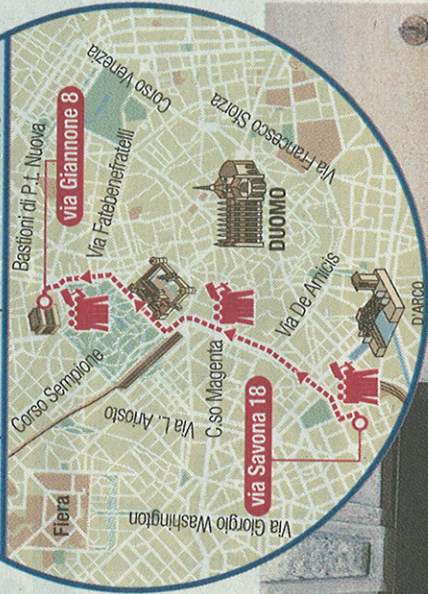 Corso Venezia
Via Francesco Sforza
Bastioni di P.t. Nuova
via Giannone 8
Via Fatebenefratelli
DUOMO
Via De Amicis
D'ARCO
Corso Sempione
Via L. Ariosto
C.so Magenta
via Savona 18
Via Giorgio Washington
Fiera